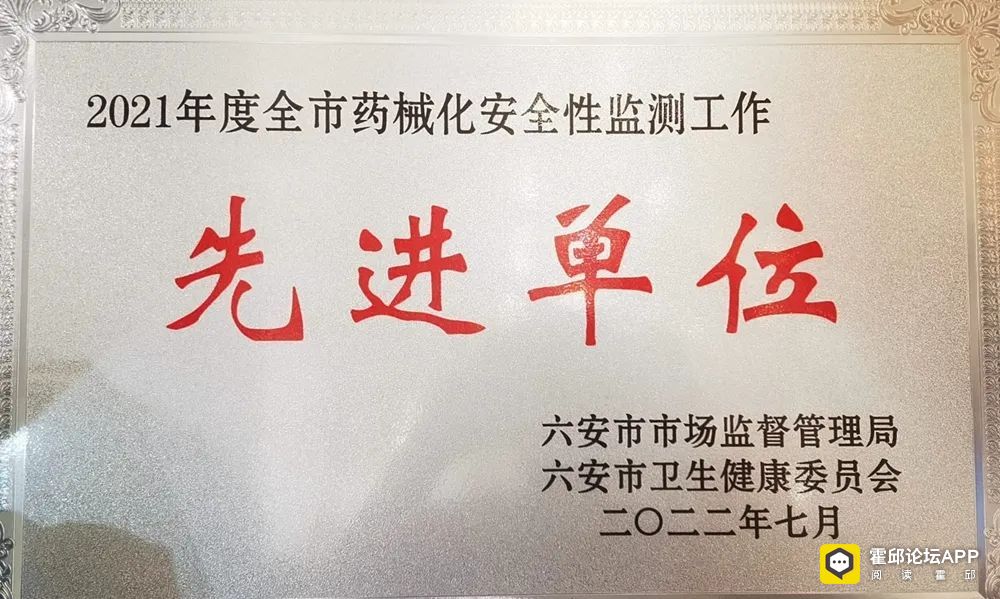 2021年度全市药械化安全性监测工作
先进单位
六安市市场监督管理局
六安市卫生健康委员会
二〇二二年七月
霍邱论坛APP
阅读霍邱